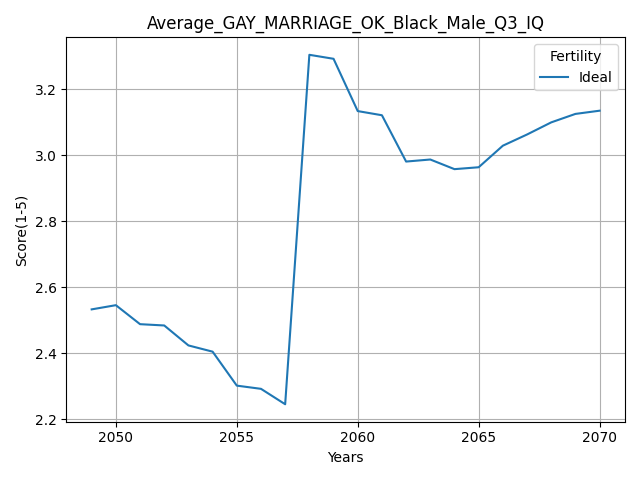 Average_GAY_MARRIAGE_OK_Black_Male_Q3_IQ
Fertility
Ideal
3.2
3.0
2.8
2.6
2.4
2.2
Score(1-5)
2050
2055
2060
2065
2070
Years